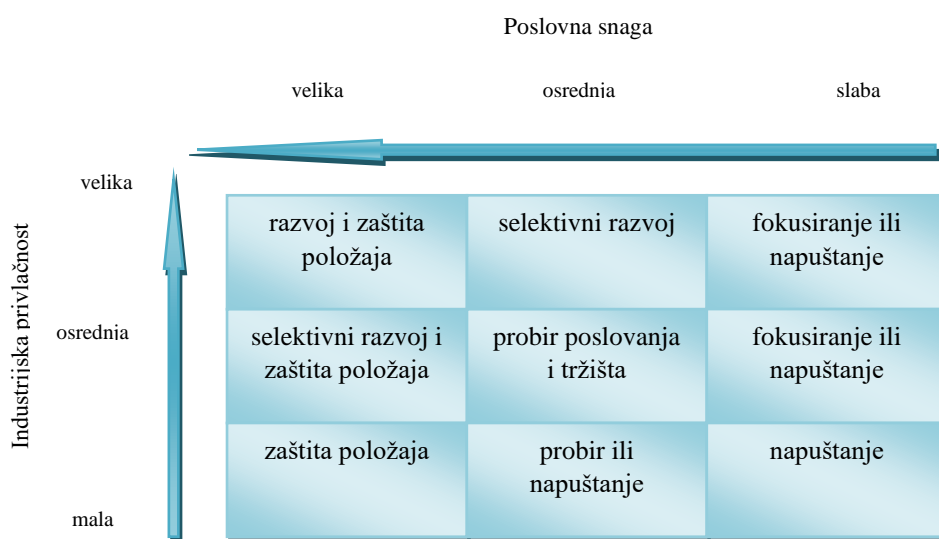 Poslovna snaga
velika
osrednja
slaba
Industrijska privlačnost
velika
osrednja
mala
razvoj i zaštita
položaja
selektivni razvoj
fokusiranje ili
napuštanje
selektivni razvoj i
zaštita položaja
probir poslovanja
i tržišta
fokusiranje ili
napuštanje
zaštita položaja
probir ili
napuštanje
napuštanje